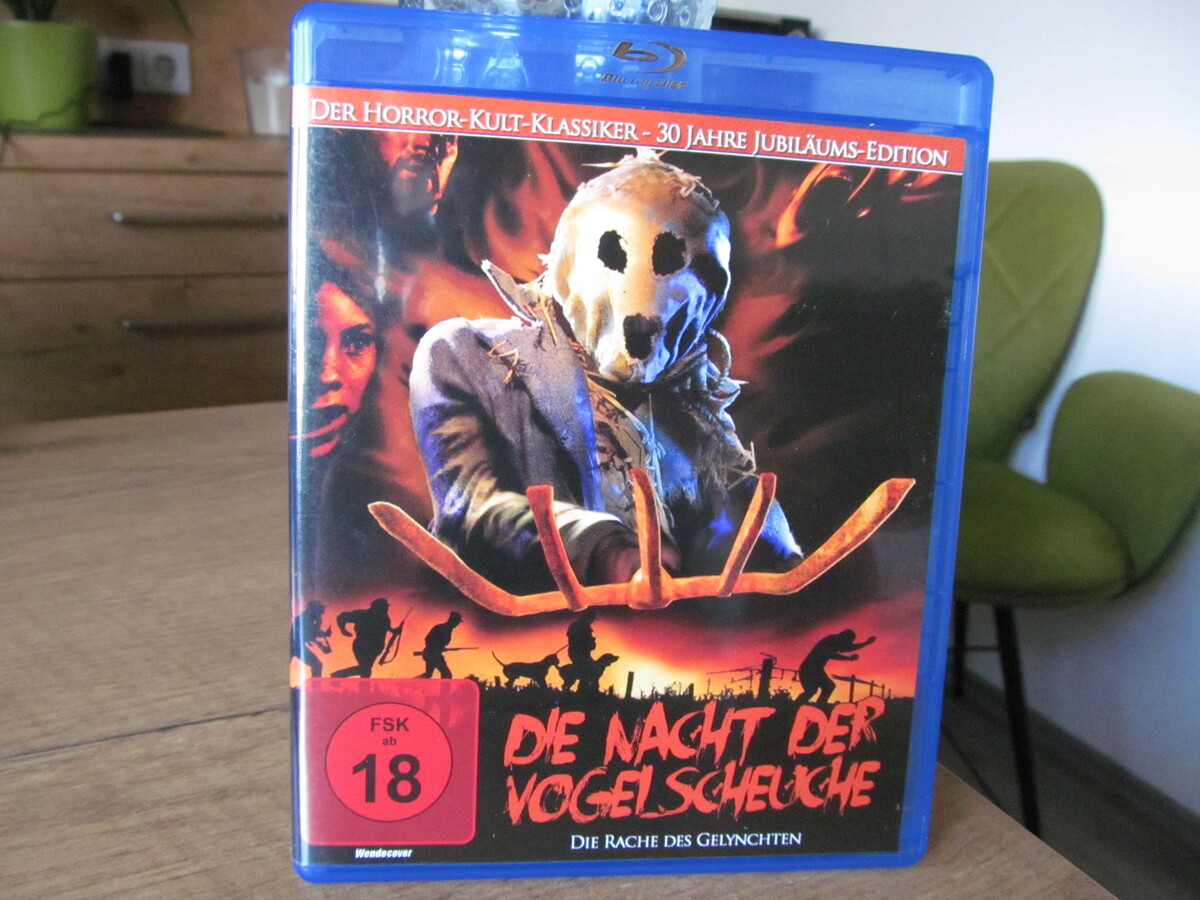 Blu-ray Disc
DER HORROR-KULT-KLASSIKER - 30 JAHRE JUBILÄUMS-EDITION
FSK
ab
18
DIE NACHT DER
VOGELSCHEUCHE
DIE RACHE DES GELYNCHTEN
Wendecover